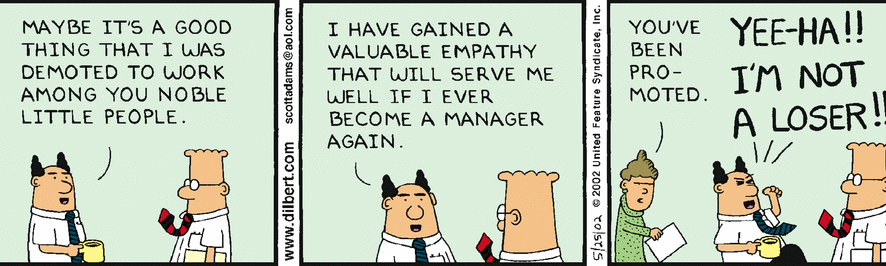 MAYBE IT'S A GOOD
THING THAT I WAS
DEMOTED TO WORK
AMONG YOU NOBLE
LITTLE PEOPLE.
www.dilbert.com scottadams@aol.com
I HAVE GAINED A
VALUABLE EMPATHY
THAT WILL SERVE ME
WELL IF I EVER
BECOME A MANAGER
AGAIN.
5/25/02 © 2002 United Feature Syndicate, Inc.
YOU'VE
BEEN
PRO-
MOTED.
YEE-HA!!
I'M NOT
A LOSER!!